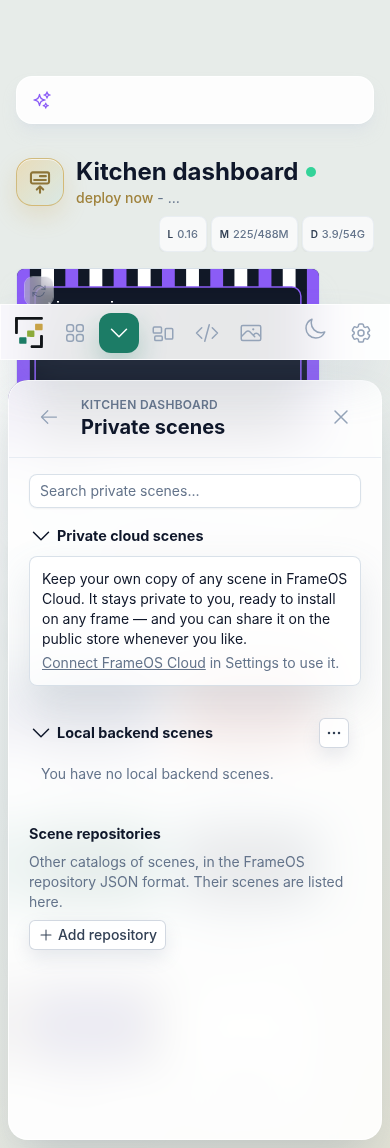 Kitchen dashboard
deploy now - ...
L 0.16 M 225/488M D 3.9/54G
KITCHEN DASHBOARD
Private scenes
Search private scenes...
Private cloud scenes
Keep your own copy of any scene in FrameOS
Cloud. It stays private to you, ready to install
on any frame — and you can share it on the
public store whenever you like.
Connect FrameOS Cloud in Settings to use it.
Local backend scenes
You have no local backend scenes.
Scene repositories
Other catalogs of scenes, in the FrameOS
repository JSON format. Their scenes are listed
here.
Add repository